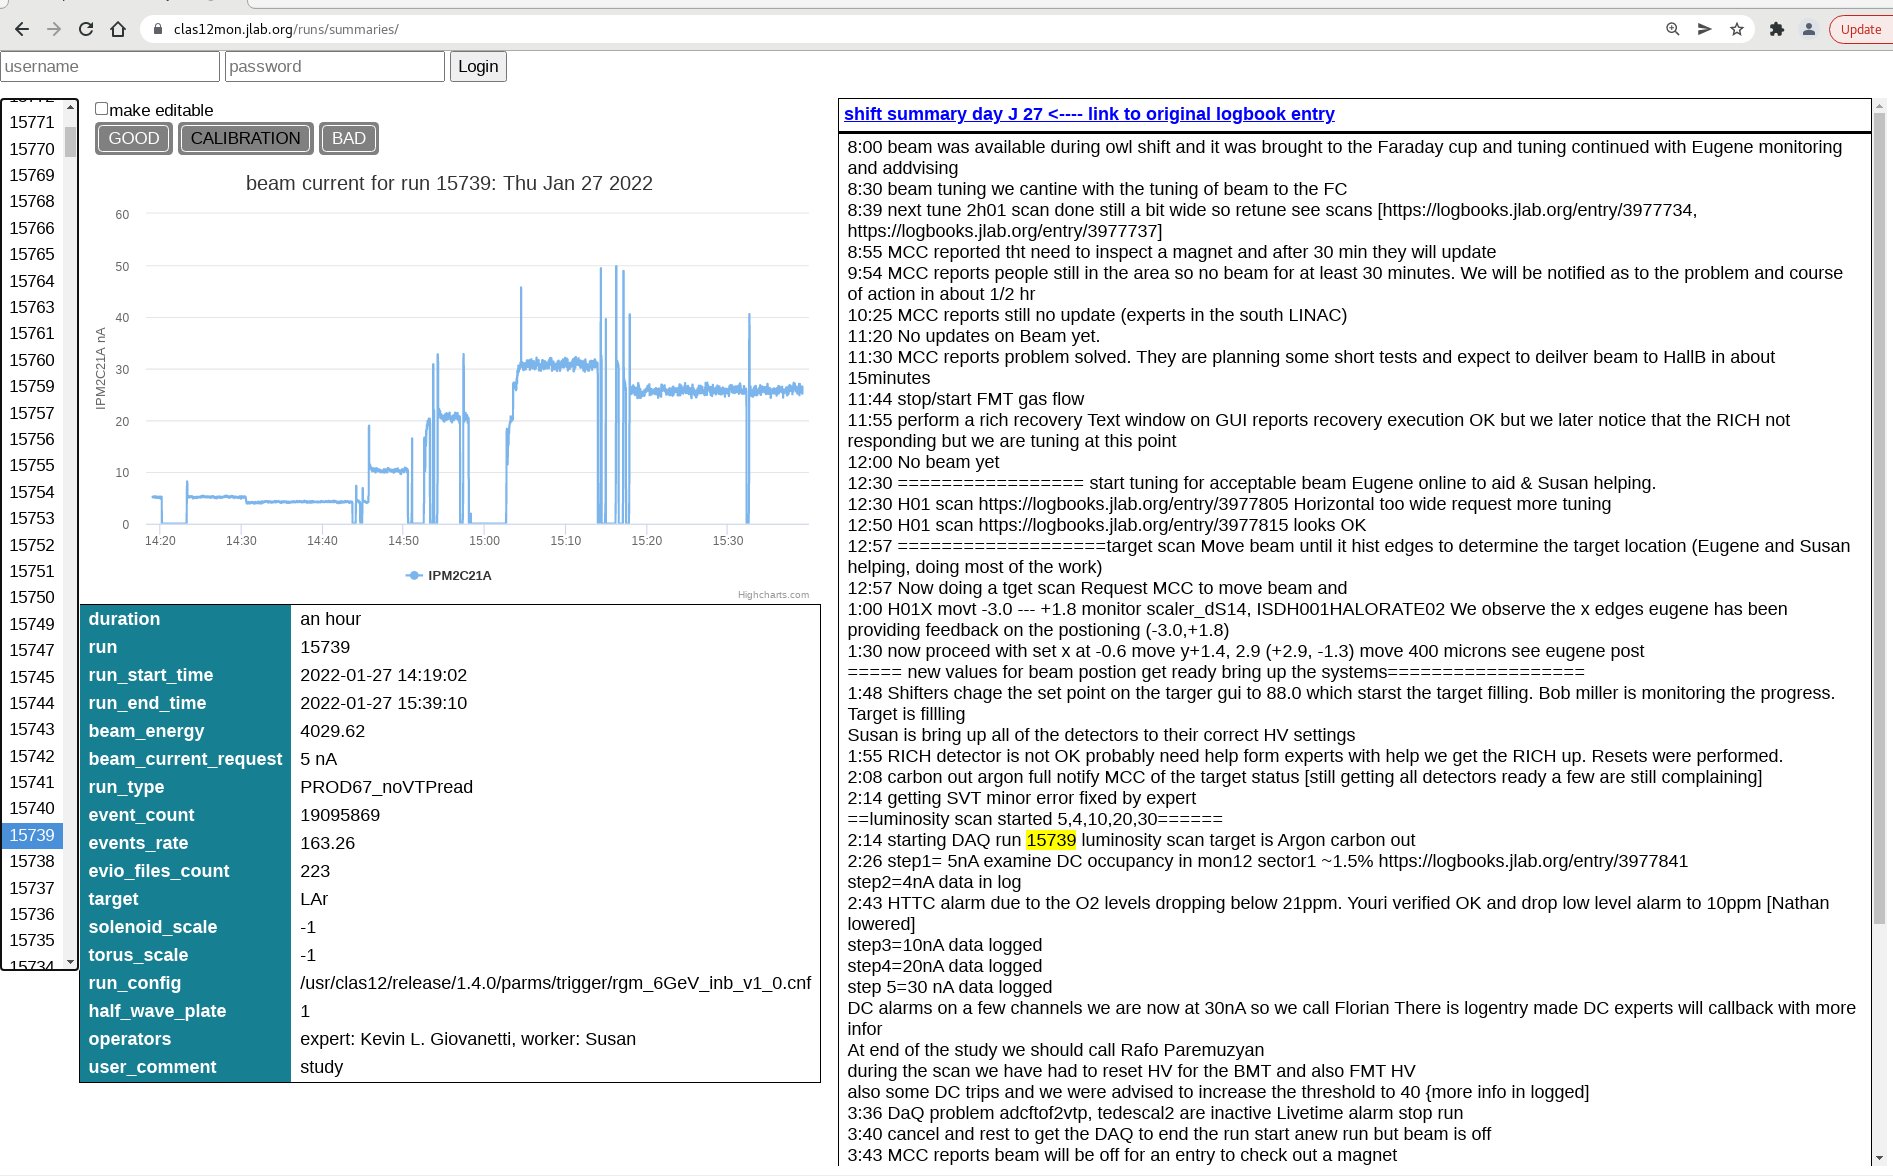 clas12mon.jlab.org/runs/summaries/
Update
username
password
Login
15772
15771
15770
15769
15768
15766
15765
15764
15763
15761
15760
15759
15757
15756
15755
15754
15753
15752
15751
15750
15749
15747
15745
15744
15743
15742
15741
15740
15739
15738
15737
15736
15735
15734
make editable
GOOD
CALIBRATION
BAD
beam current for run 15739: Thu Jan 27 2022
IPM2C21A nA
60
50
40
30
20
10
0
14:20
14:30
14:40
14:50
15:00
15:10
15:20
15:30
IPM2C21A
Highcharts.com
duration an hour
run 15739
run_start_time 2022-01-27 14:19:02
run_end_time 2022-01-27 15:39:10
beam_energy 4029.62
beam_current_request 5 nA
run_type PROD67_noVTPread
event_count 19095869
events_rate 163.26
evio_files_count 223
target LAr
solenoid_scale -1
torus_scale -1
run_config /usr/clas12/release/1.4.0/parms/trigger/rgm_6GeV_inb_v1_0.cnf
half_wave_plate 1
operators expert: Kevin L. Giovanetti, worker: Susan
user_comment study
shift summary day J 27 <---- link to original logbook entry
8:00 beam was available during owl shift and it was brought to the Faraday cup and tuning continued with Eugene monitoring
and addvising
8:30 beam tuning we cantine with the tuning of beam to the FC
8:39 next tune 2h01 scan done still a bit wide so retune see scans [https://logbooks.jlab.org/entry/3977734,
https://logbooks.jlab.org/entry/3977737]
8:55 MCC reported tht need to inspect a magnet and after 30 min they will update
9:54 MCC reports people still in the area so no beam for at least 30 minutes. We will be notified as to the problem and course
of action in about 1/2 hr
10:25 MCC reports still no update (experts in the south LINAC)
11:20 No updates on Beam yet.
11:30 MCC reports problem solved. They are planning some short tests and expect to deilver beam to HallB in about
15minutes
11:44 stop/start FMT gas flow
11:55 perform a rich recovery Text window on GUI reports recovery execution OK but we later notice that the RICH not
responding but we are tuning at this point
12:00 No beam yet
12:30 ================= start tuning for acceptable beam Eugene online to aid & Susan helping.
12:30 H01 scan https://logbooks.jlab.org/entry/3977805 Horizontal too wide request more tuning
12:50 H01 scan https://logbooks.jlab.org/entry/3977815 looks OK
12:57 ===================target scan Move beam until it hist edges to determine the target location (Eugene and Susan
helping, doing most of the work)
12:57 Now doing a tget scan Request MCC to move beam and
1:00 H01X movt -3.0 --- +1.8 monitor scaler_dS14, ISDH001HALORATE02 We observe the x edges eugene has been
providing feedback on the postioning (-3.0,+1.8)
1:30 now proceed with set x at -0.6 move y+1.4, 2.9 (+2.9, -1.3) move 400 microns see eugene post
===== new values for beam postion get ready bring up the systems==================
1:48 Shifters chage the set point on the targer gui to 88.0 which starst the target filling. Bob miller is monitoring the progress.
Target is fillling
Susan is bring up all of the detectors to their correct HV settings
1:55 RICH detector is not OK probably need help form experts with help we get the RICH up. Resets were performed.
2:08 carbon out argon full notify MCC of the target status [still getting all detectors ready a few are still complaining]
2:14 getting SVT minor error fixed by expert
==luminosity scan started 5,4,10,20,30======
2:14 starting DAQ run 15739 luminosity scan target is Argon carbon out
2:26 step1= 5nA examine DC occupancy in mon12 sector1 ~1.5% https://logbooks.jlab.org/entry/3977841
step2=4nA data in log
2:43 HTTC alarm due to the O2 levels dropping below 21ppm. Youri verified OK and drop low level alarm to 10ppm [Nathan
lowered]
step3=10nA data logged
step4=20nA data logged
step 5=30 nA data logged
DC alarms on a few channels we are now at 30nA so we call Florian There is logentry made DC experts will callback with more
infor
At end of the study we should call Rafo Paremuzyan
during the scan we have had to reset HV for the BMT and also FMT HV
also some DC trips and we were advised to increase the threshold to 40 {more info in logged]
3:36 DaQ problem adcftof2vtp, tedescal2 are inactive Livetime alarm stop run
3:40 cancel and rest to get the DAQ to end the run start anew run but beam is off
3:43 MCC reports beam will be off for an entry to check out a magnet